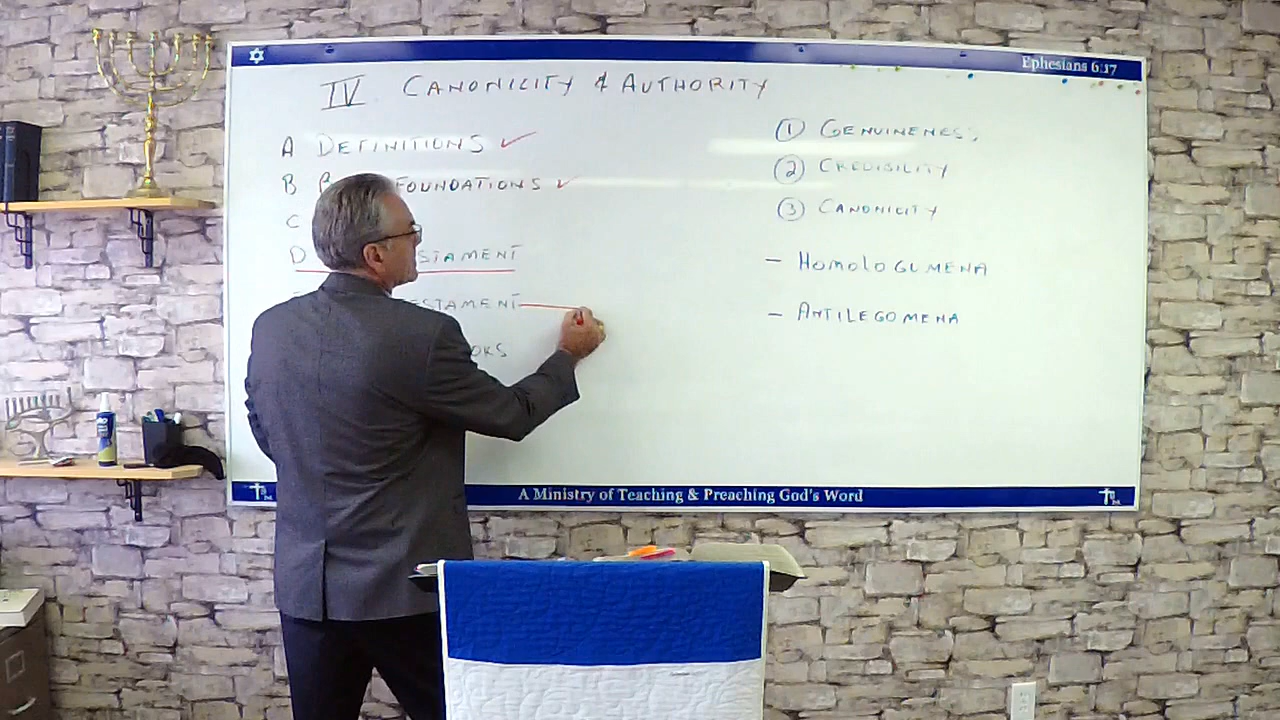 Ephesians 6:17
IV CANONICITY & AUTHORITY
A DEFINITIONS ✓
B B FOUNDATIONS ✓
C
D STAMENT
ESTAMENT
OKS
① GENUINENESS,
② CREDIBILITY
③ CANONICITY
- HOMOLOGUMENA
- ANTILEGOMENA
A Ministry of Teaching & Preaching God's Word